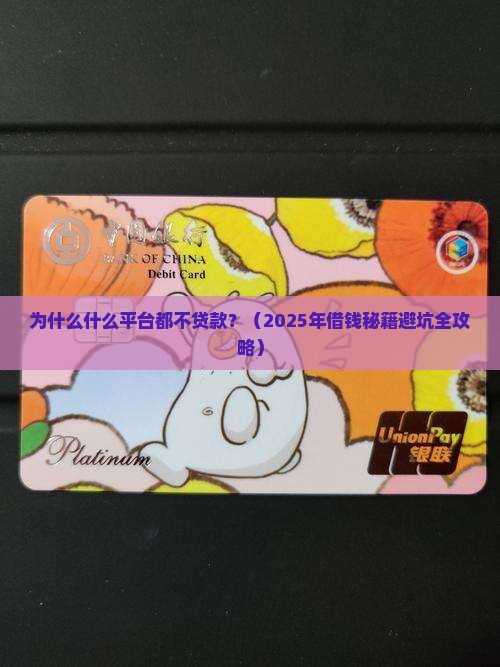 中国银行
BANK OF CHINA
Debit Card
为什么什么平台都不贷款？（2025年借钱秘籍避坑全攻
略）
Platinum
UnionPay
银联